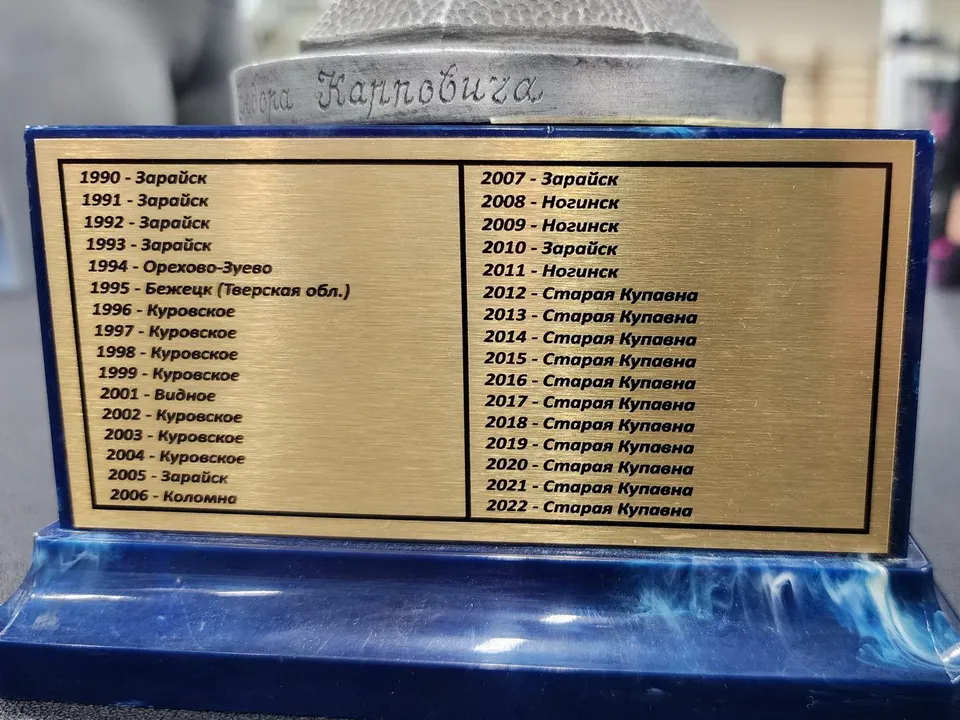 Карповича
1990 - Зарайск
1991 - Зарайск
1992 - Зарайск
1993 - Зарайск
1994 - Орехово-Зуево
1995 - Бежецк (Тверская обл.)
1996 - Куровское
1997 - Куровское
1998 - Куровское
1999 - Куровское
2001 - Видное
2002 - Куровское
2003 - Куровское
2004 - Куровское
2005 - Зарайск
2006 - Коломна
2007 - Зарайск
2008 - Ногинск
2009 - Ногинск
2010 - Зарайск
2011 - Ногинск
2012 - Старая Купавна
2013 - Старая Купавна
2014 - Старая Купавна
2015 - Старая Купавна
2016 - Старая Купавна
2017 - Старая Купавна
2018 - Старая Купавна
2019 - Старая Купавна
2020 - Старая Купавна
2021 - Старая Купавна
2022 - Старая Купавна